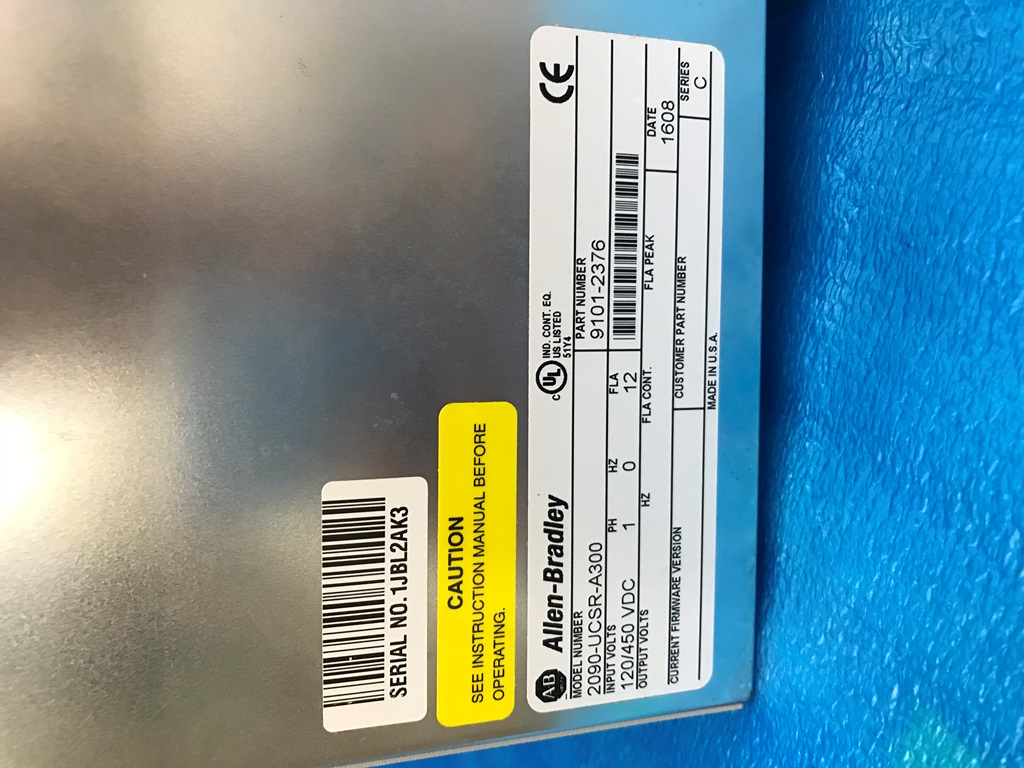 SERIAL NO. 1JBL2AK3
CAUTION
SEE INSTRUCTION MANUAL BEFORE
OPERATING.
AB Allen-Bradley
c UL IND. CONT. EQ.
US LISTED
51Y4
CE
MODEL NUMBER PART NUMBER
2090-UCSR-A300 9101-2376
INPUT VOLTS PH HZ FLA
120/450 VDC 1 0 12
OUTPUT VOLTS HZ FLA CONT. FLA PEAK DATE
1608
CURRENT FIRMWARE VERSION CUSTOMER PART NUMBER SERIES
C
MADE IN U.S.A.